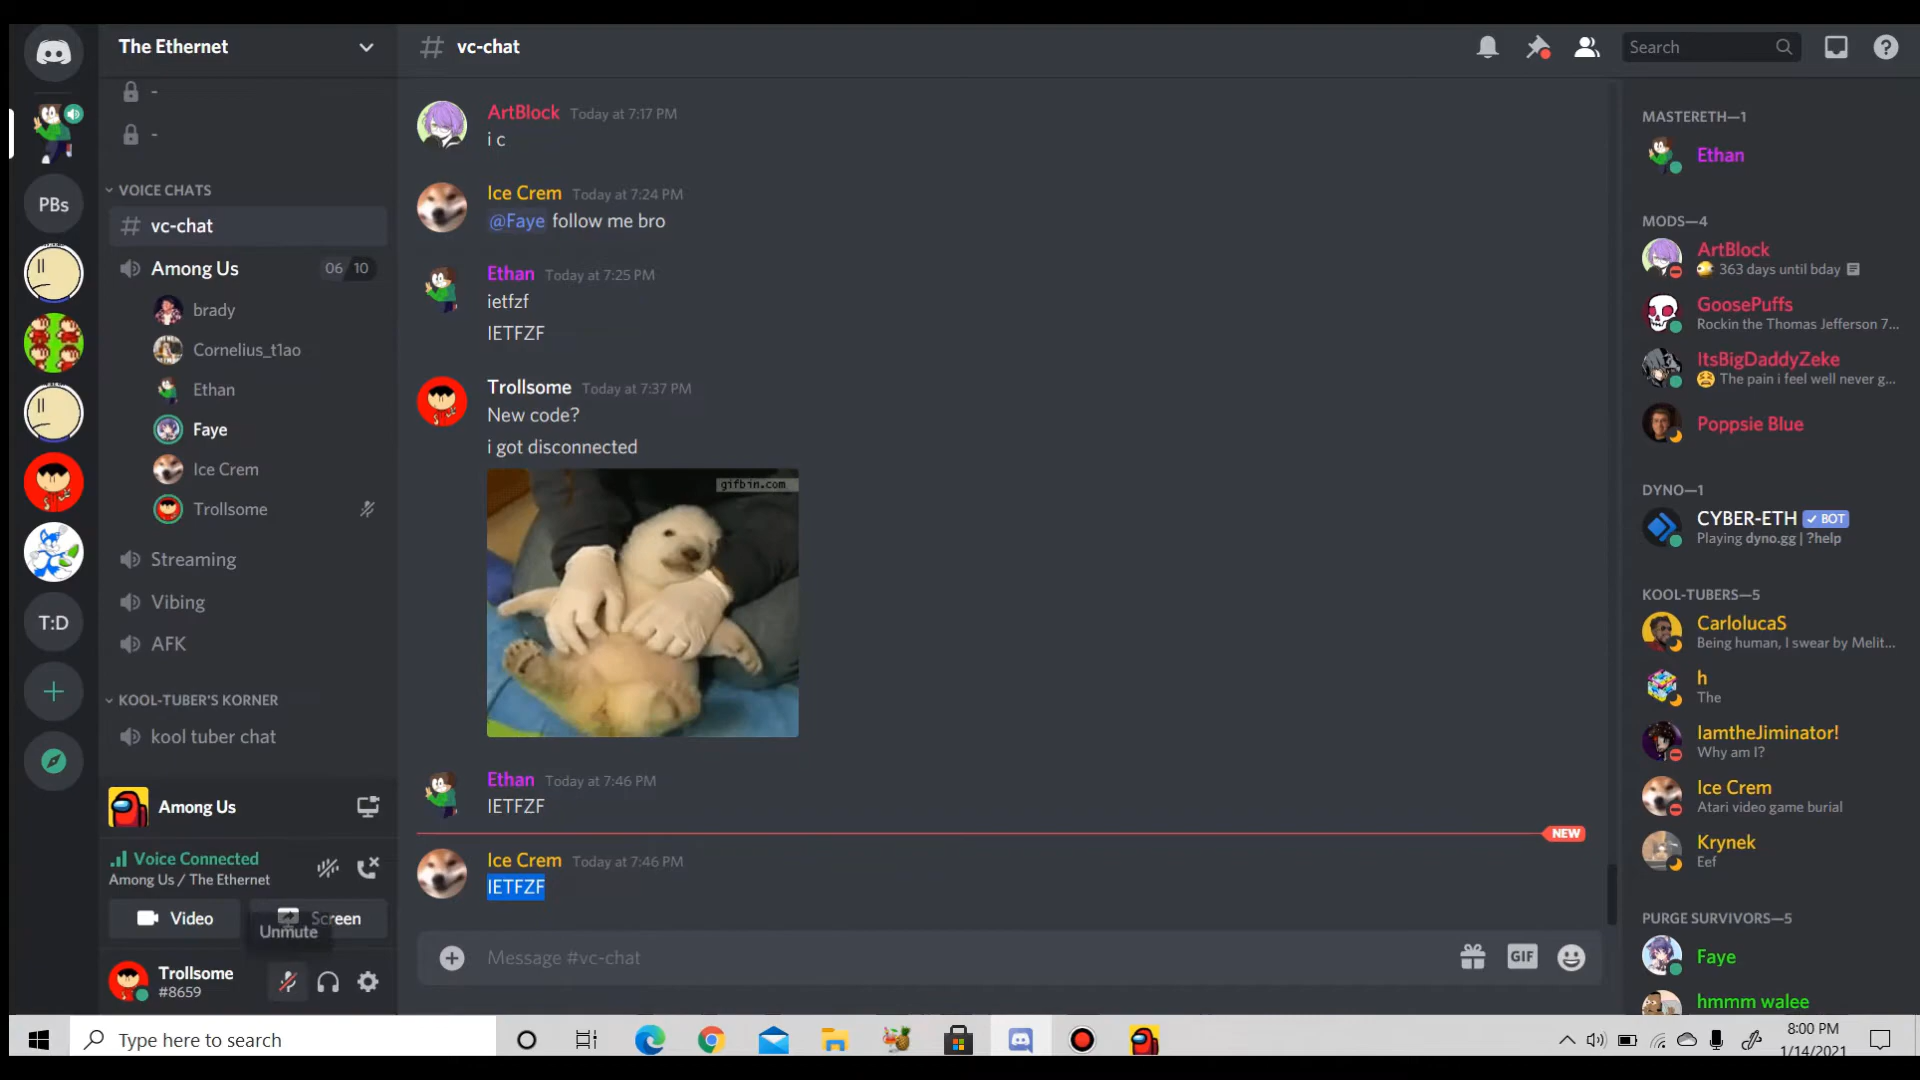 The Ethernet
-
-
VOICE CHATS
vc-chat
Among Us
06 10
brady
Cornelius_t1ao
Ethan
Faye
Ice Crem
Trollsome
Streaming
Vibing
AFK
KOOL-TUBER'S KORNER
kool tuber chat
Among Us
Voice Connected
Among Us / The Ethernet
Video
Screen
Unmute
Trollsome
#8659
PBs
T:D
# vc-chat
Search
ArtBlock Today at 7:17 PM
i c
Ice Crem Today at 7:24 PM
@Faye follow me bro
Ethan Today at 7:25 PM
ietfzf
IETFZF
Trollsome Today at 7:37 PM
New code?
i got disconnected
gifbin.com
Ethan Today at 7:46 PM
IETFZF
NEW
Ice Crem Today at 7:46 PM
IETFZF
Message #vc-chat
GIF
MASTERETH—1
Ethan
MODS—4
ArtBlock
363 days until bday
GoosePuffs
Rockin the Thomas Jefferson 7...
ItsBigDaddyZeke
The pain i feel well never g...
Poppsie Blue
DYNO—1
CYBER-ETH ✓ BOT
Playing dyno.gg | ?help
KOOL-TUBERS—5
CarlolucaS
Being human, I swear by Melit...
h
The
IamtheJiminator!
Why am I?
Ice Crem
Atari video game burial
Krynek
Eef
PURGE SURVIVORS—5
Faye
hmmm walee
Type here to search
8:00 PM
1/14/2021